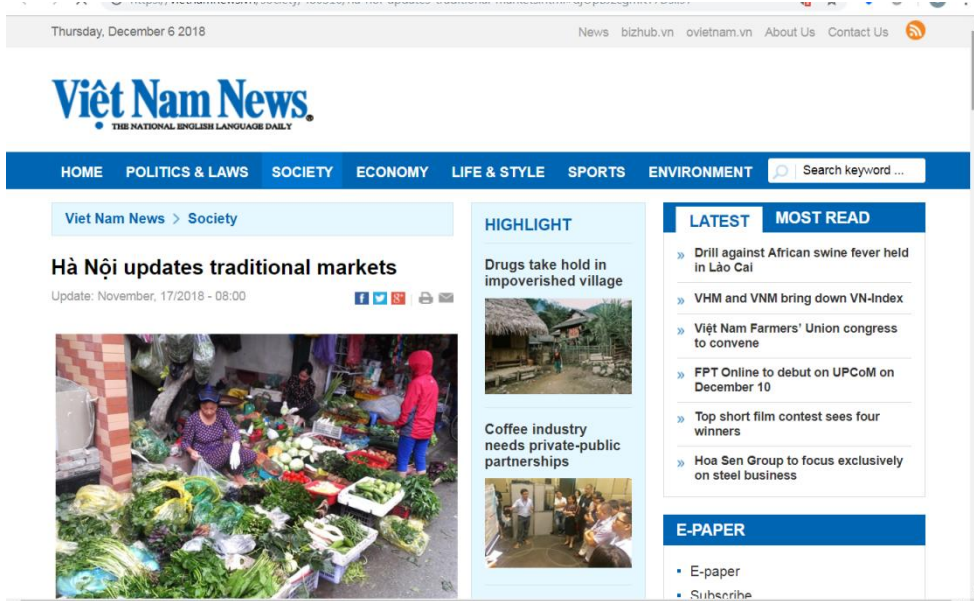 Thursday, December 6 2018
News bizhub.vn ovietnam.vn About Us Contact Us
Việt Nam News
THE NATIONAL ENGLISH LANGUAGE DAILY
HOME POLITICS & LAWS SOCIETY ECONOMY LIFE & STYLE SPORTS ENVIRONMENT Search keyword ...
Viet Nam News > Society
Hà Nội updates traditional markets
Update: November, 17/2018 - 08:00
HIGHLIGHT
Drugs take hold in
impoverished village
Coffee industry
needs private-public
partnerships
LATEST MOST READ
» Drill against African swine fever held
in Lào Cai
» VHM and VNM bring down VN-Index
» Việt Nam Farmers' Union congress
to convene
» FPT Online to debut on UPCoM on
December 10
» Top short film contest sees four
winners
» Hoa Sen Group to focus exclusively
on steel business
E-PAPER
E-paper
Subscribe